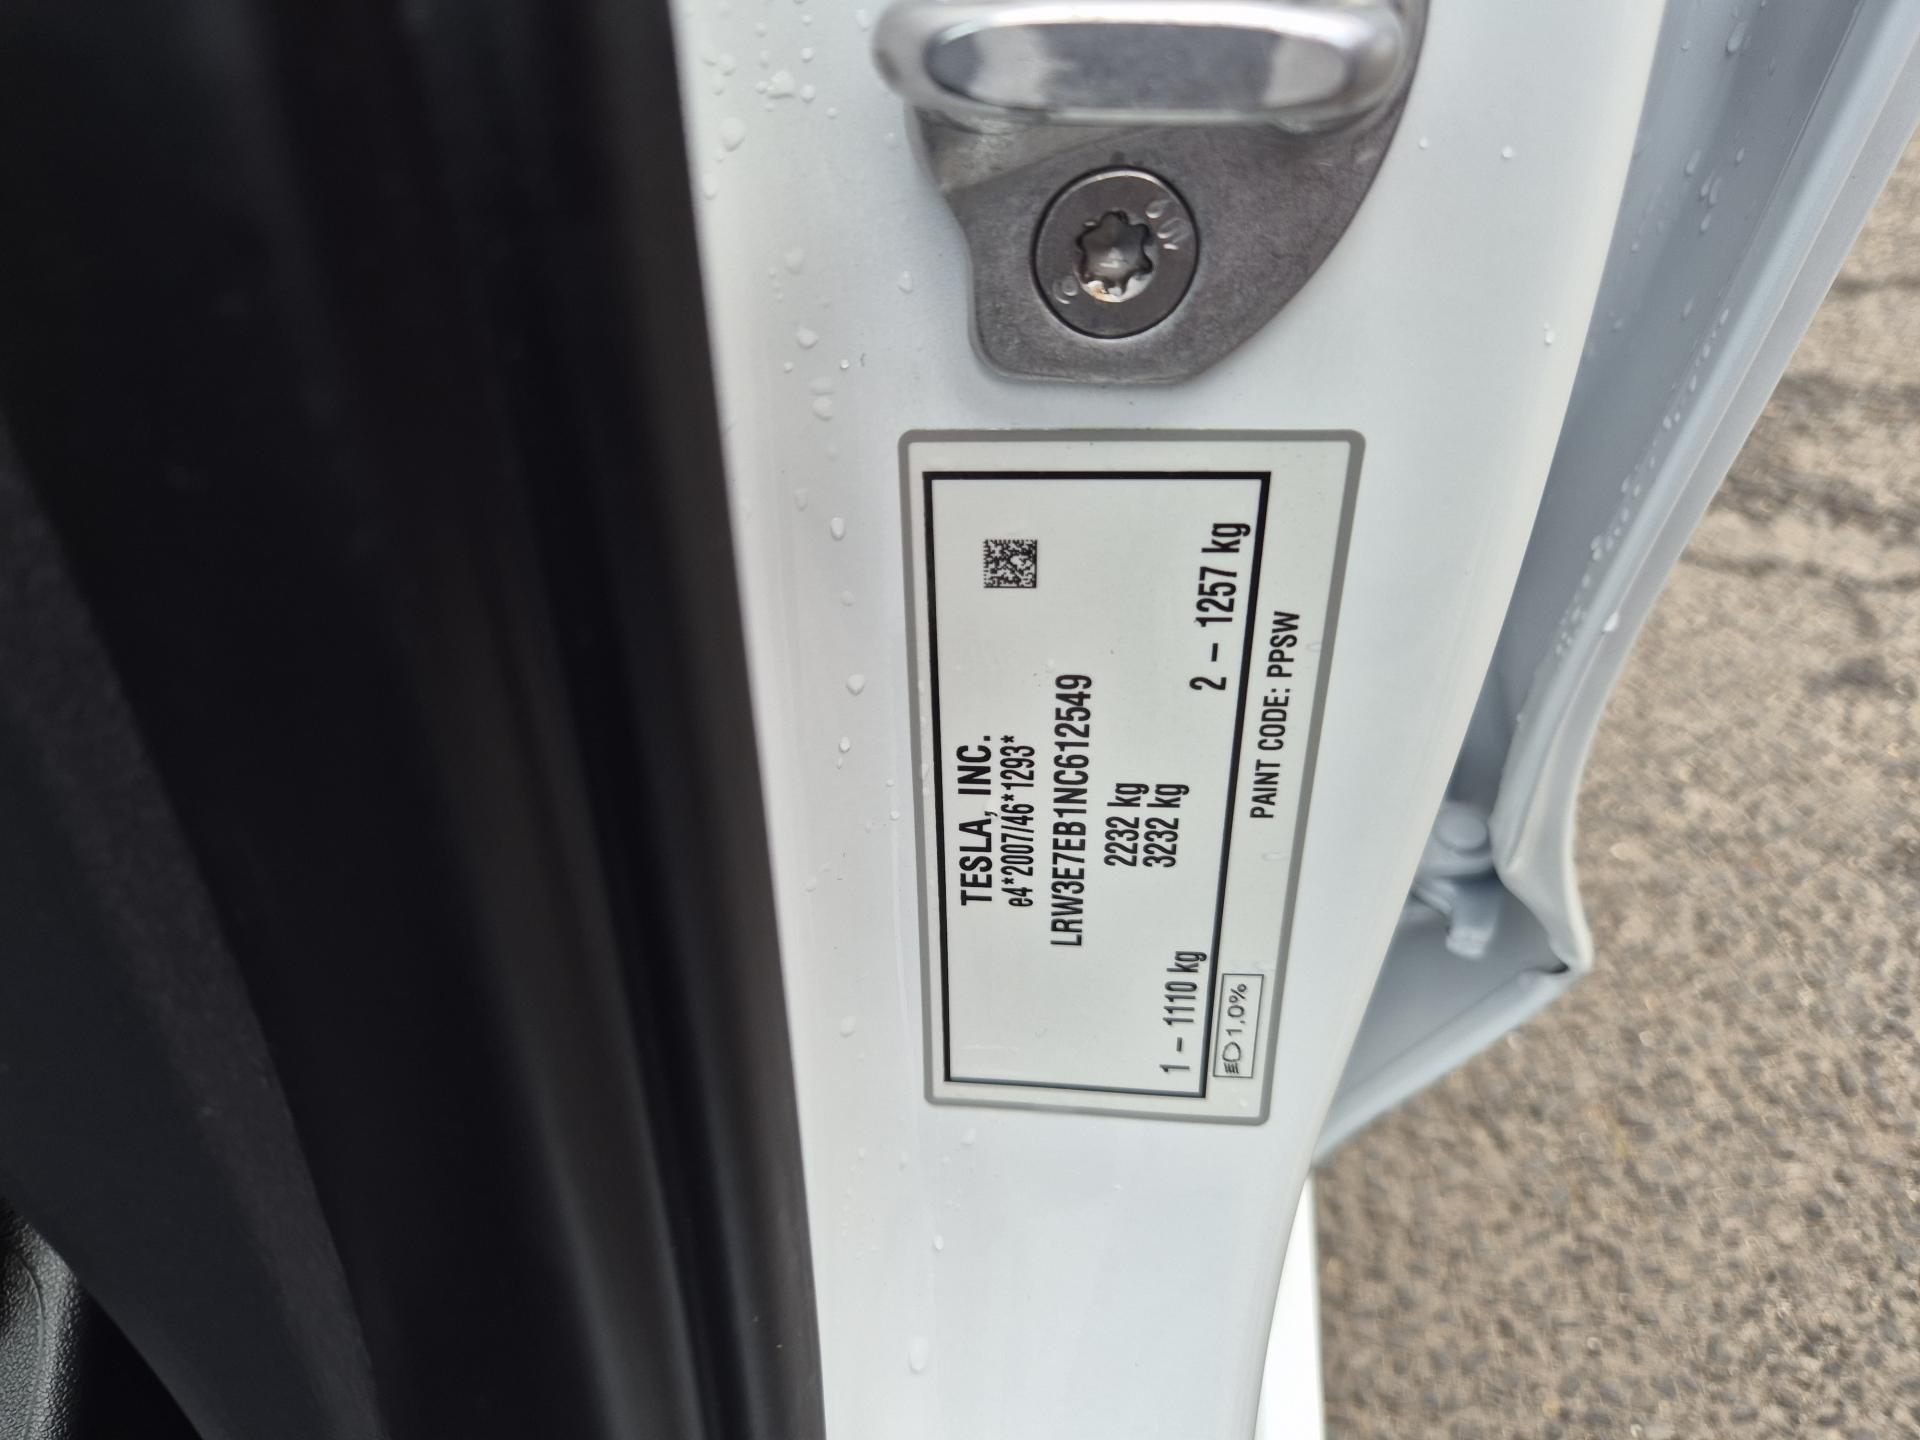 TESLA, INC.
e4*2007/46*1293*
LRW3E7EB1NC612549
2232 kg
3232 kg
1 – 1110 kg 2 – 1257 kg
1,0% PAINT CODE: PPSW